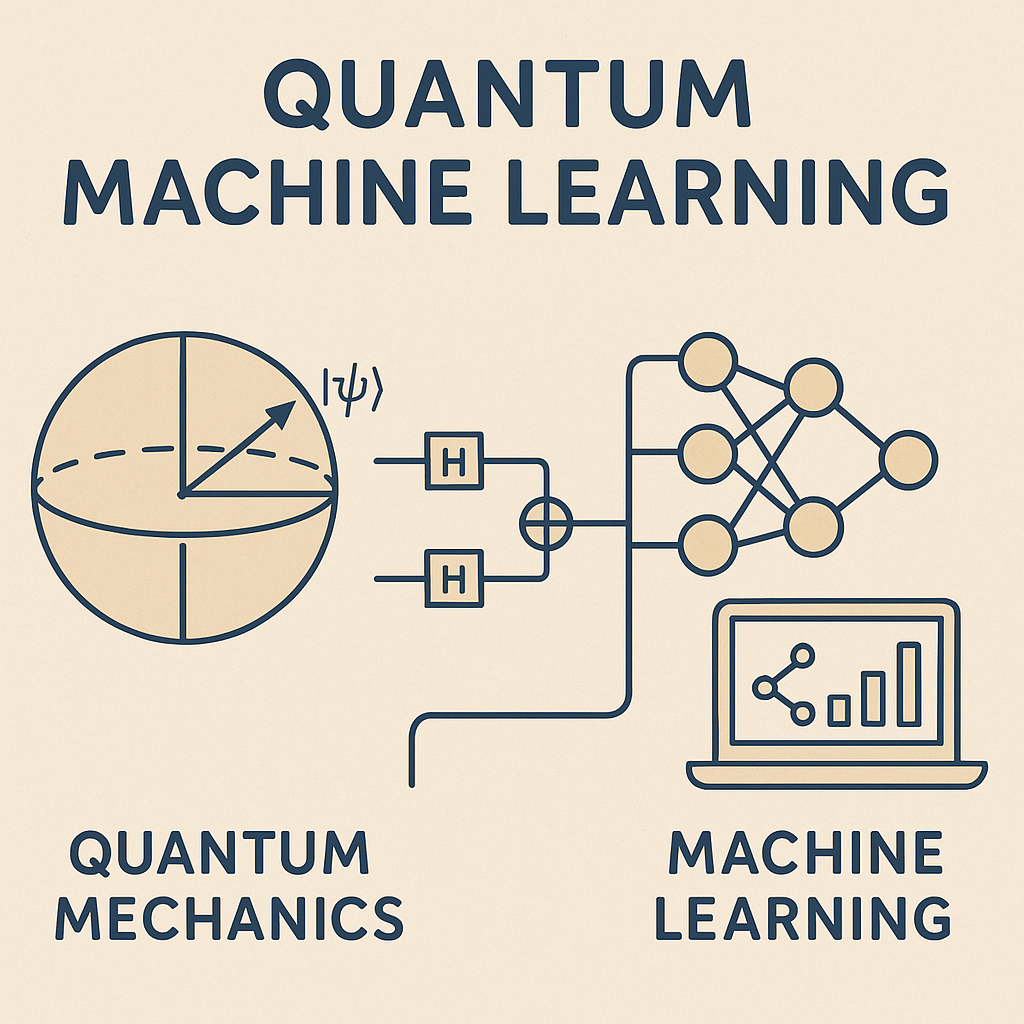 QUANTUM
MACHINE LEARNING
|ψ⟩
H
H
QUANTUM
MECHANICS
MACHINE
LEARNING